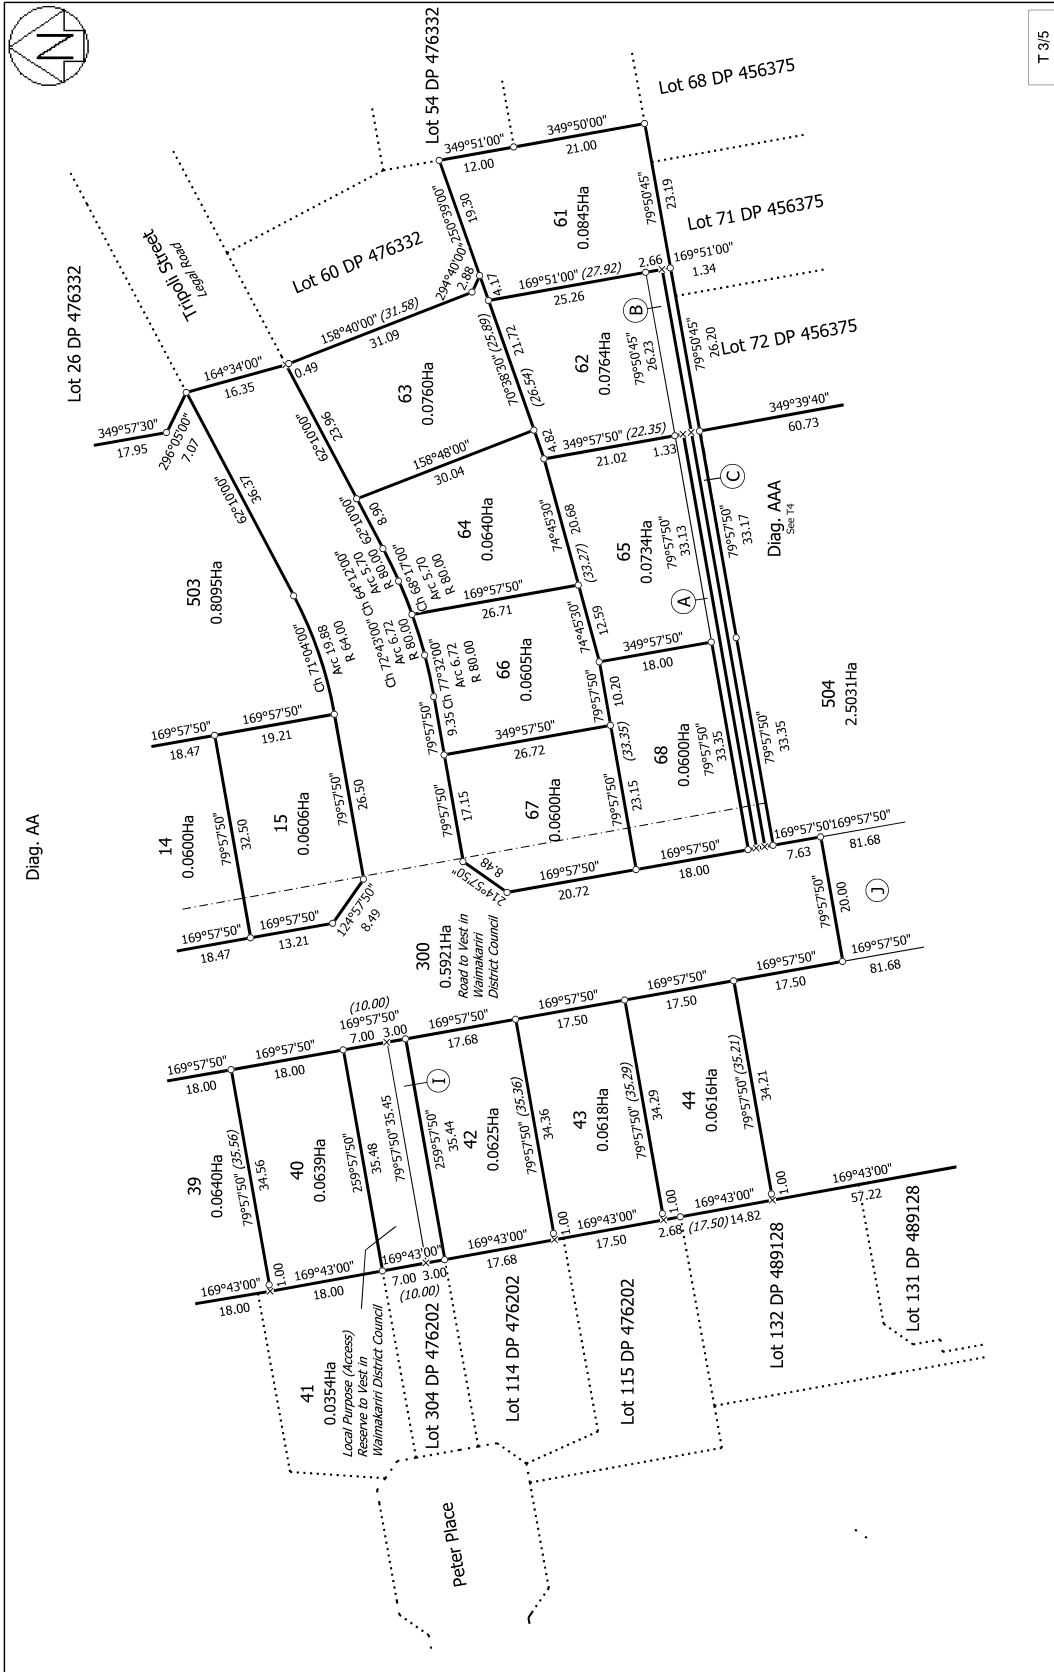 N
T 3/5
Diag. AA
Lot 26 DP 476332
Tripoli Street
Legal Road
Lot 60 DP 476332
Lot 54 DP 476332
Lot 68 DP 456375
Lot 71 DP 456375
Lot 72 DP 456375
349°57'30"
17.95
296°05'00"
7.07
164°34'00"
16.35
0.49
62°10'00"
36.37
503
0.8095Ha
Ch 71°04'00"
Arc 19.88
R 64.00
158°40'00" (31.58)
31.09
294°40'00"
2.88
250°39'00"
19.30
349°51'00"
12.00
349°50'00"
21.00
61
0.0845Ha
79°50'45"
23.19
169°51'00" (27.92)
25.26
2.66
169°51'00"
1.34
4.17
63
0.0760Ha
62°10'00"
23.96
70°38'30" (25.89)
21.72
(26.54)
62
0.0764Ha
B
79°50'45"
26.23
79°50'45"
26.20
349°39'40"
60.73
158°48'00"
30.04
4.82
349°57'50" (22.35)
21.02
1.33
62°10'00"
8.90
Ch 64°12'00"
Arc 5.70
R 80.00
Ch 68°17'00"
Arc 5.70
R 80.00
64
0.0640Ha
74°45'30"
20.68
(33.27)
65
0.0734Ha
79°57'50"
33.13
A
C
79°57'50"
33.17
Diag. AAA
See T4
Ch 72°43'00"
Arc 6.72
R 80.00
Ch 77°32'00"
Arc 6.72
R 80.00
169°57'50"
26.71
66
0.0605Ha
74°45'30"
12.59
349°57'50"
18.00
79°57'50"
9.35
349°57'50"
26.72
79°57'50"
10.20
(33.35)
68
0.0600Ha
79°57'50"
33.35
79°57'50"
33.35
504
2.5031Ha
169°57'50"
18.47
169°57'50"
19.21
14
0.0600Ha
79°57'50"
32.50
15
0.0606Ha
79°57'50"
26.50
79°57'50"
17.15
67
0.0600Ha
79°57'50"
23.15
169°57'50"
18.47
169°57'50"
13.21
124°57'50"
8.49
214°57'50"
8.48
169°57'50"
20.72
169°57'50"
18.00
169°57'50"
7.63
169°57'50"
81.68
79°57'50"
20.00
J
300
0.5921Ha
Road to Vest in
Waimakariri
District Council
169°57'50"
18.00
169°57'50"
18.00
(10.00)
169°57'50"
7.00
3.00
169°57'50"
17.68
169°57'50"
17.50
169°57'50"
17.50
169°57'50"
17.50
169°57'50"
81.68
39
0.0640Ha
79°57'50" (35.56)
34.56
40
0.0639Ha
259°57'50"
35.48
79°57'50" 35.45
I
259°57'50"
35.44
42
0.0625Ha
79°57'50" (35.36)
34.36
43
0.0618Ha
79°57'50" (35.29)
34.29
44
0.0616Ha
79°57'50" (35.21)
34.21
169°43'00"
18.00
1.00
169°43'00"
18.00
169°43'00"
7.00
3.00
(10.00)
169°43'00"
17.68
1.00
169°43'00"
17.50
1.00
169°43'00"
2.68
(17.50)
14.82
1.00
169°43'00"
57.22
41
0.0354Ha
Local Purpose (Access)
Reserve to Vest in
Waimakariri District Council
Lot 304 DP 476202
Lot 114 DP 476202
Lot 115 DP 476202
Lot 132 DP 489128
Lot 131 DP 489128
Peter Place